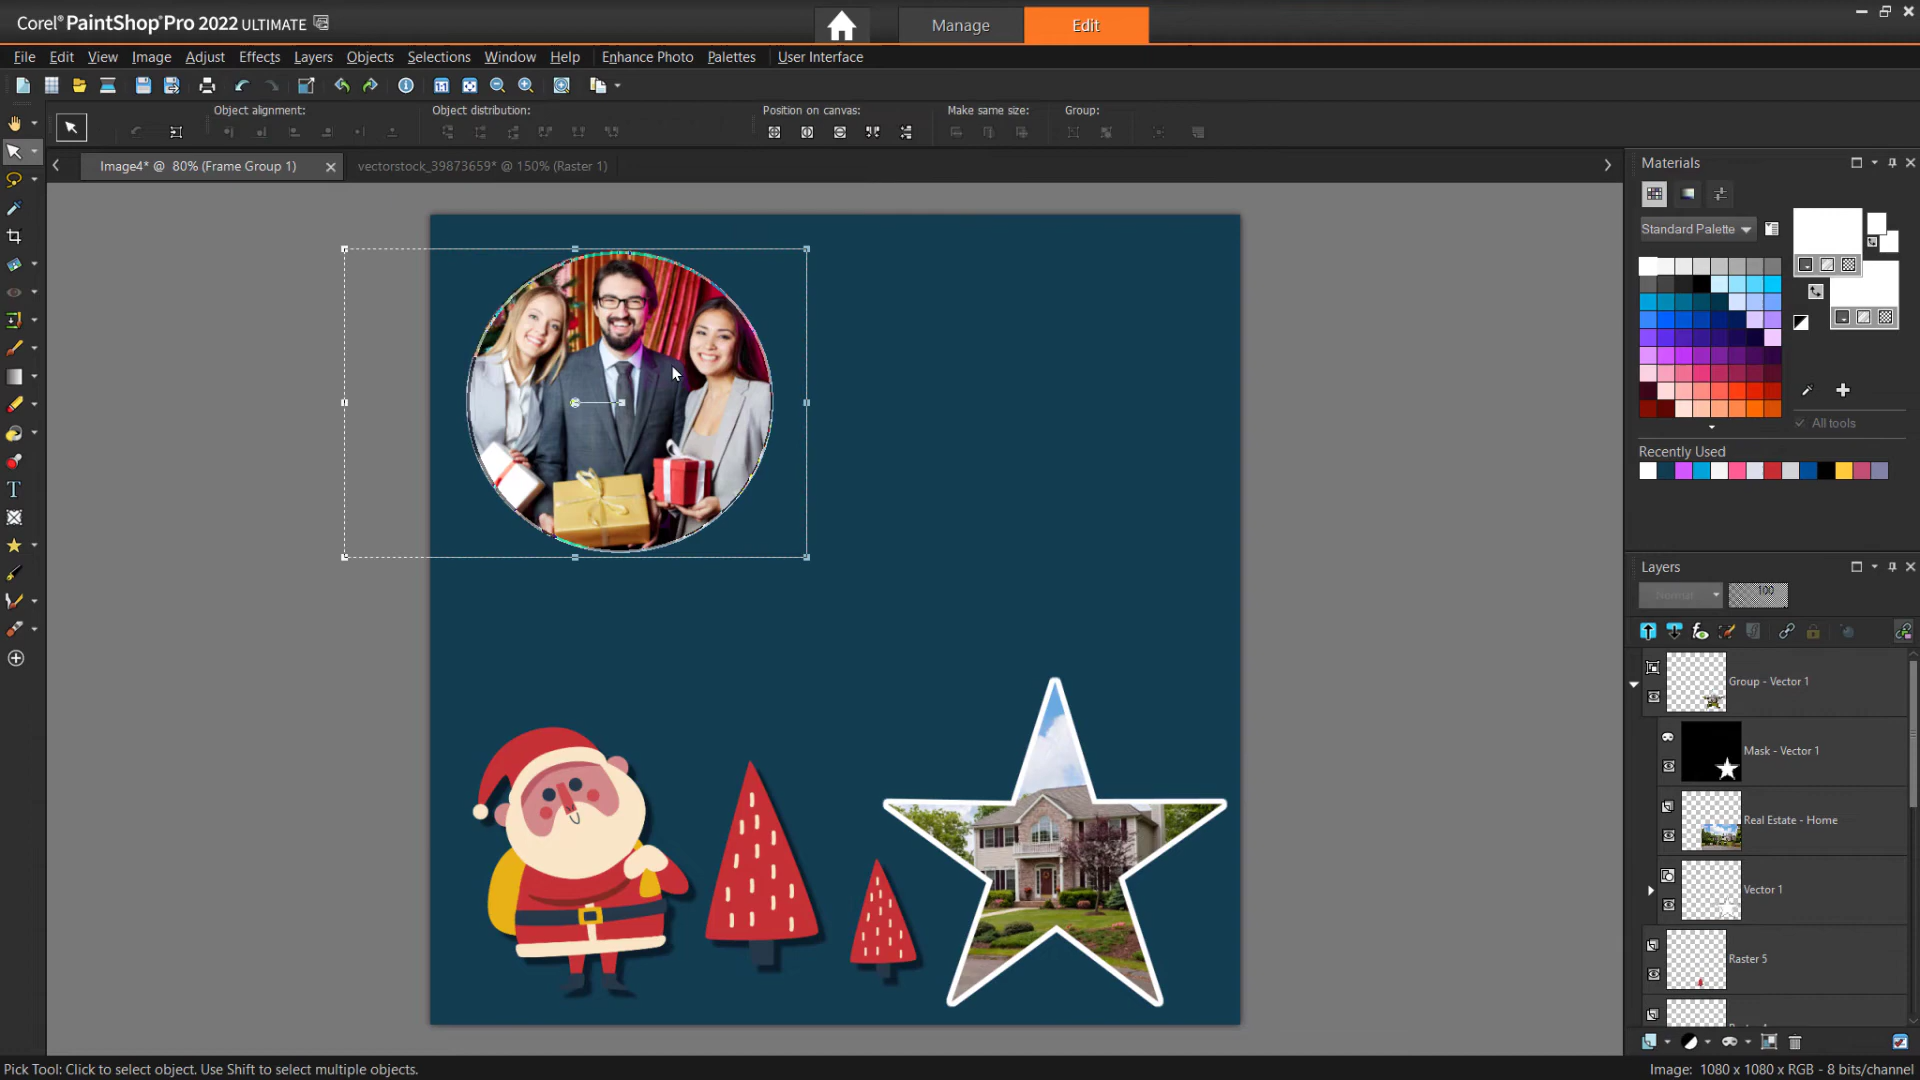 Corel® PaintShop® Pro 2022 ULTIMATE
Manage
Edit
File Edit View Image Adjust Effects Layers Objects Selections Window Help Enhance Photo Palettes User Interface
Object alignment:
Object distribution:
Position on canvas:
Make same size:
Group:
Image4* @ 80% (Frame Group 1)
vectorstock_39873659* @ 150% (Raster 1)
Materials
Standard Palette
All tools
Recently Used
Layers
Normal
100
Group - Vector 1
Mask - Vector 1
Real Estate - Home
Vector 1
Raster 5
Pick Tool: Click to select object. Use Shift to select multiple objects.
Image: 1080 x 1080 x RGB - 8 bits/channel